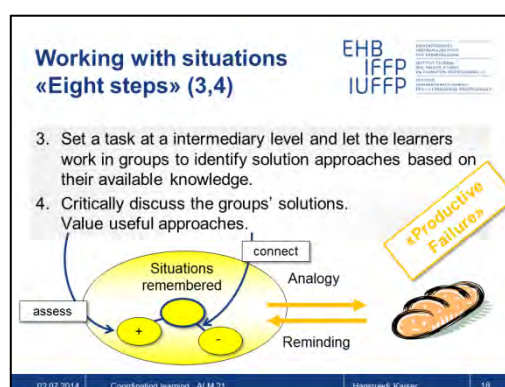 Working with situations
«Eight steps» (3,4)
EHB
IFFP
IUFFP
3. Set a task at a intermediary level and let the learners
work in groups to identify solution approaches based on
their available knowledge.
4. Critically discuss the groups' solutions.
Value useful approaches.
«Productive
Failure»
connect
Situations
remembered
Analogy
assess
+
-
Reminding
02.07.2014
Coordinating learning - ALM 21
Hansruedi Kaiser
18